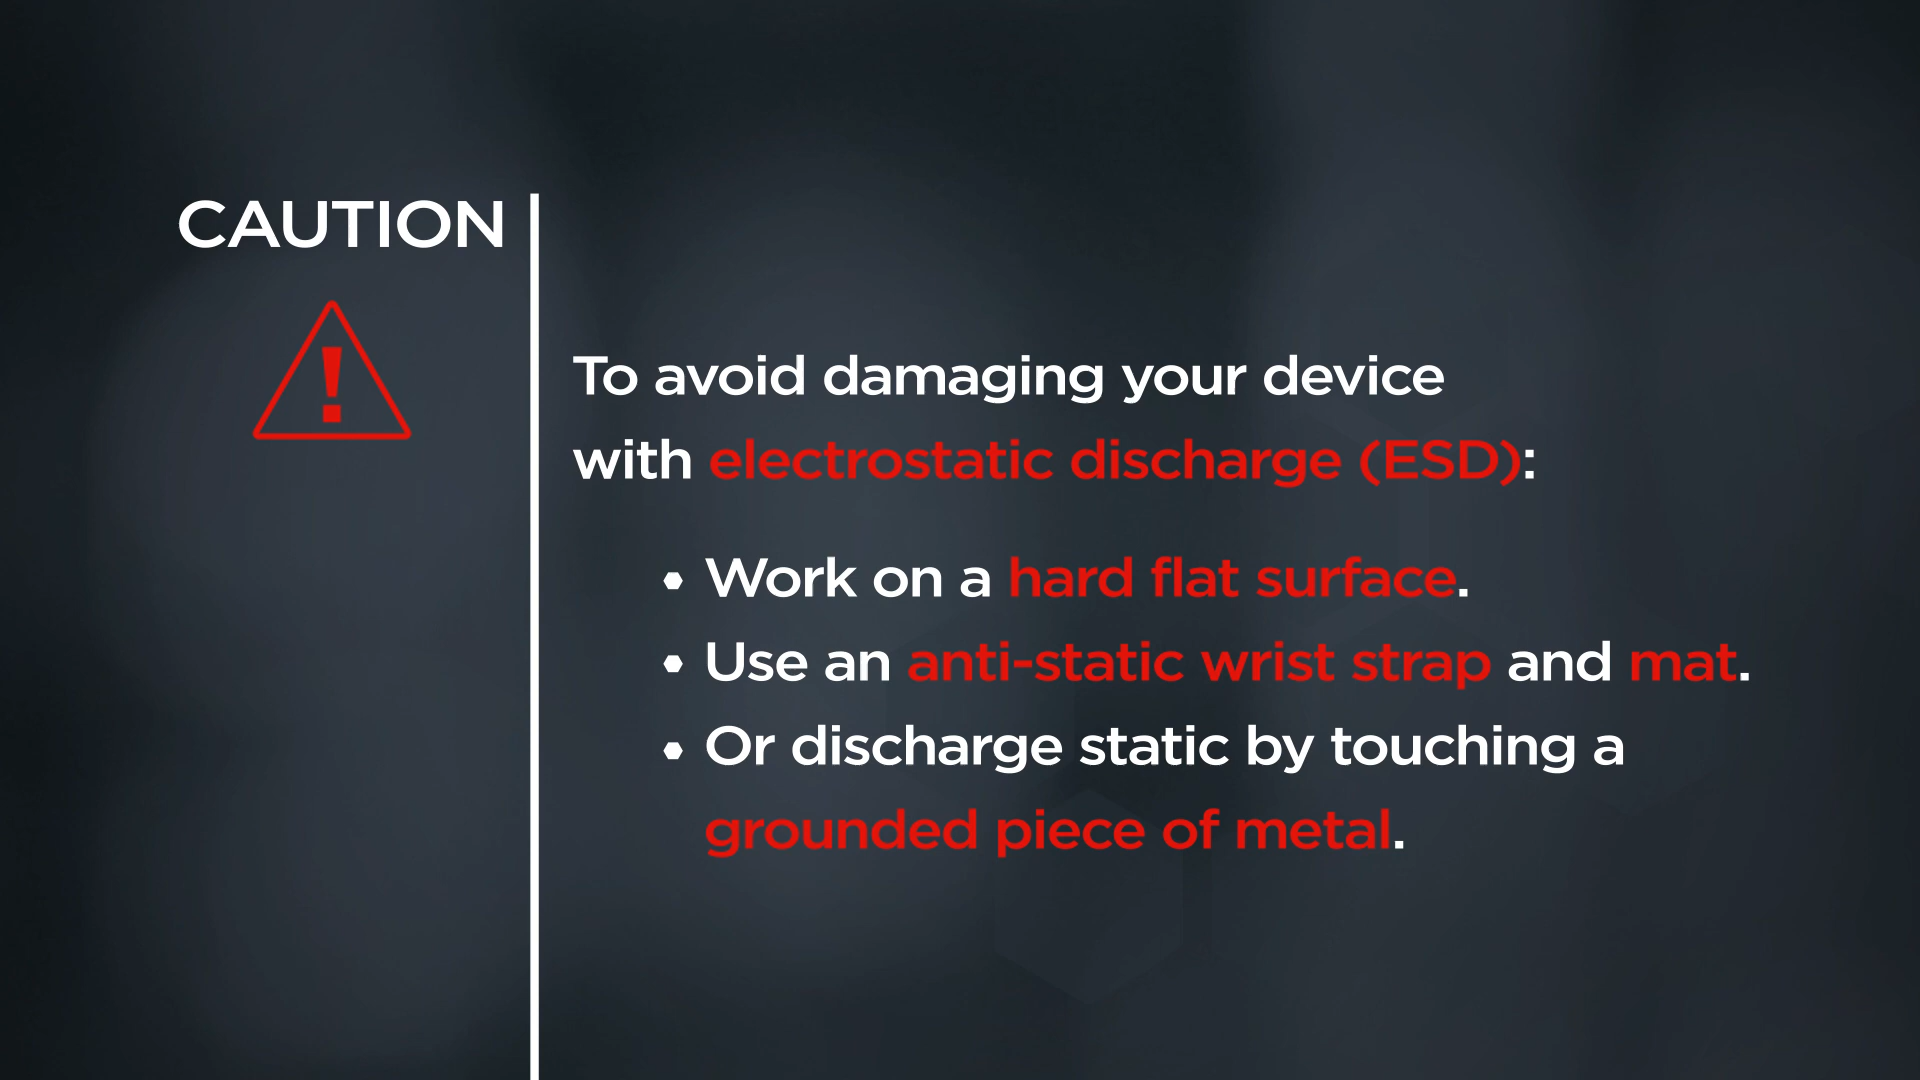 CAUTION
!
To avoid damaging your device
with electrostatic discharge (ESD):
• Work on a hard flat surface.
• Use an anti-static wrist strap and mat.
• Or discharge static by touching a
grounded piece of metal.